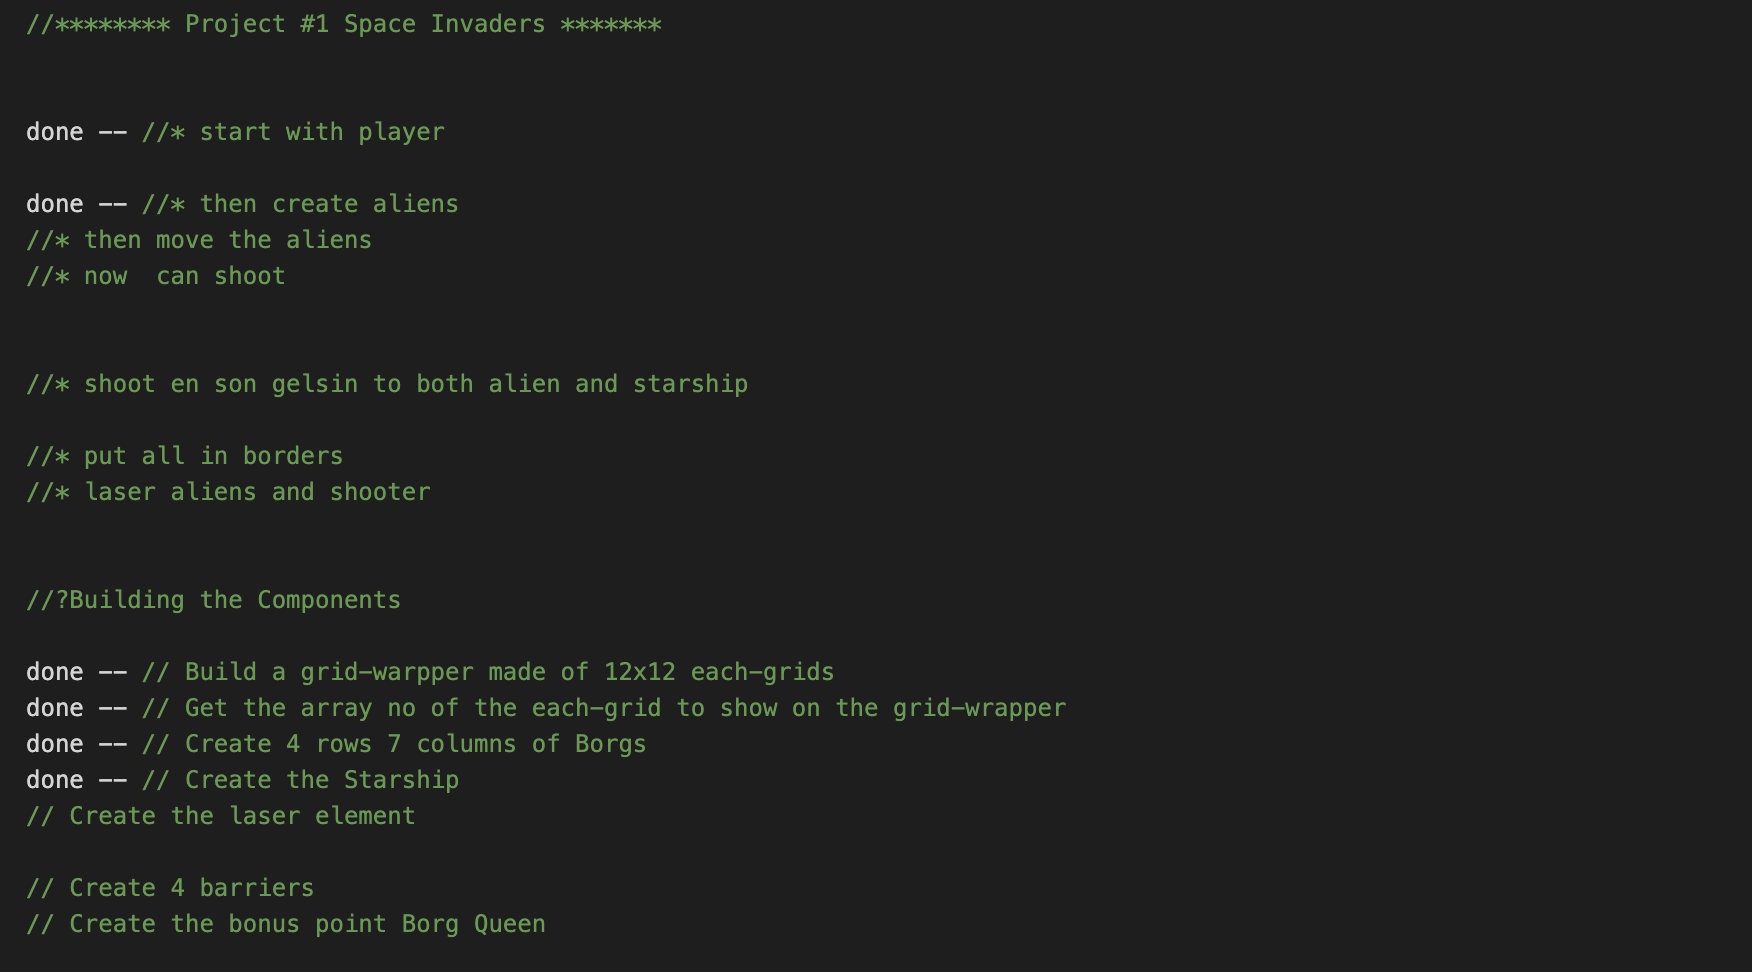 //******** Project #1 Space Invaders *******
done -- //* start with player
done -- //* then create aliens
//* then move the aliens
//* now  can shoot
//* shoot en son gelsin to both alien and starship
//* put all in borders
//* laser aliens and shooter
//?Building the Components
done -- // Build a grid-warpper made of 12x12 each-grids
done -- // Get the array no of the each-grid to show on the grid-wrapper
done -- // Create 4 rows 7 columns of Borgs
done -- // Create the Starship
// Create the laser element
// Create 4 barriers
// Create the bonus point Borg Queen